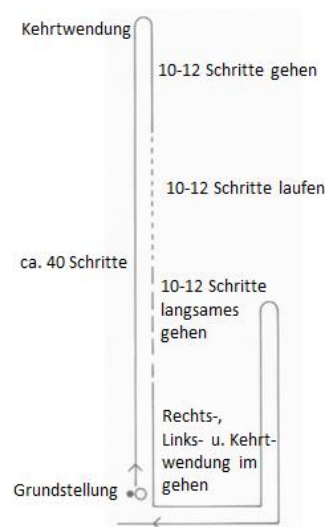 Kehrtwendung
10-12 Schritte gehen
10-12 Schritte laufen
ca. 40 Schritte
10-12 Schritte
langsames
gehen
Rechts-,
Links- u. Kehrt-
wendung im
gehen
Grundstellung